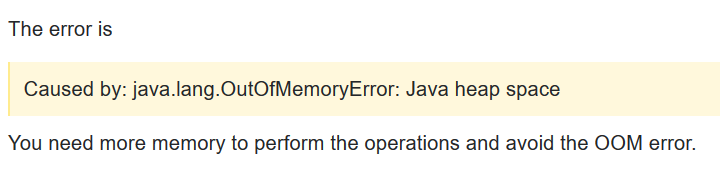 The error is
Caused by: java.lang.OutOfMemoryError: Java heap space
You need more memory to perform the operations and avoid the OOM error.